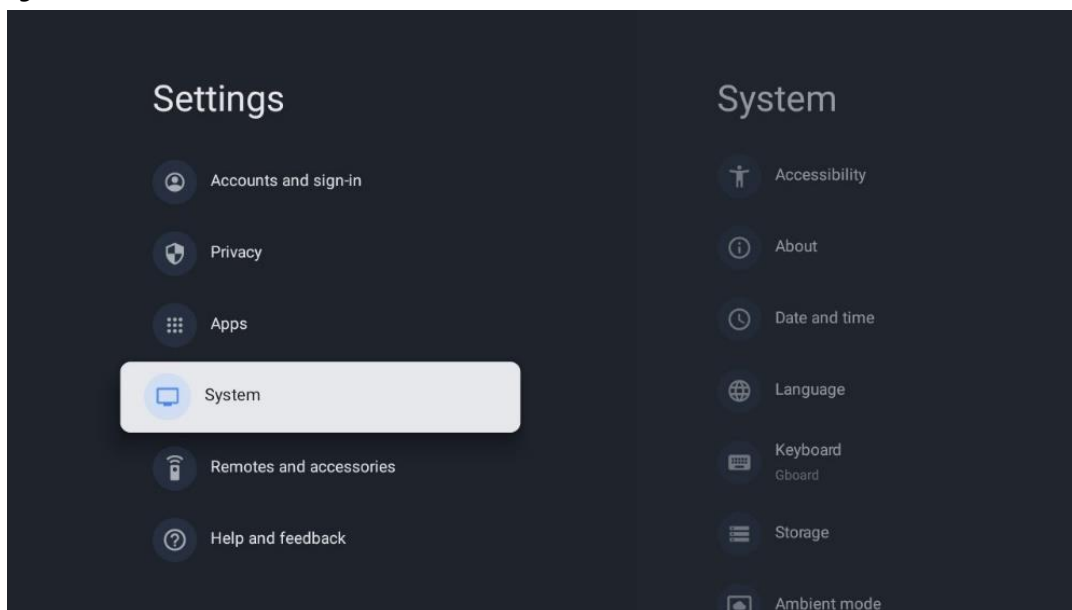 Settings
Accounts and sign-in
Privacy
Apps
System
Remotes and accessories
Help and feedback
System
Accessibility
About
Date and time
Language
Keyboard
Gboard
Storage
Ambient mode